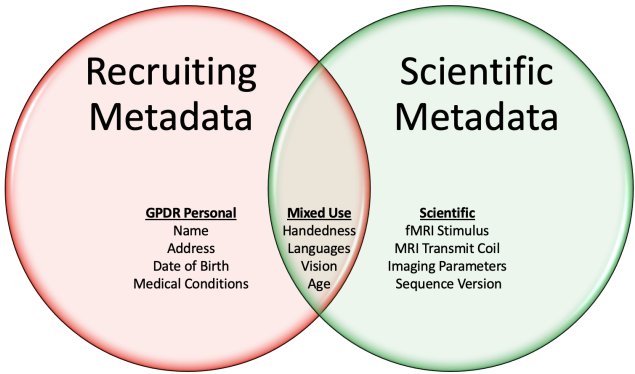 Recruiting
Metadata
Scientific
Metadata
GPDR Personal
Name
Address
Date of Birth
Medical Conditions
Mixed Use
Handedness
Languages
Vision
Age
Scientific
fMRI Stimulus
MRI Transmit Coil
Imaging Parameters
Sequence Version